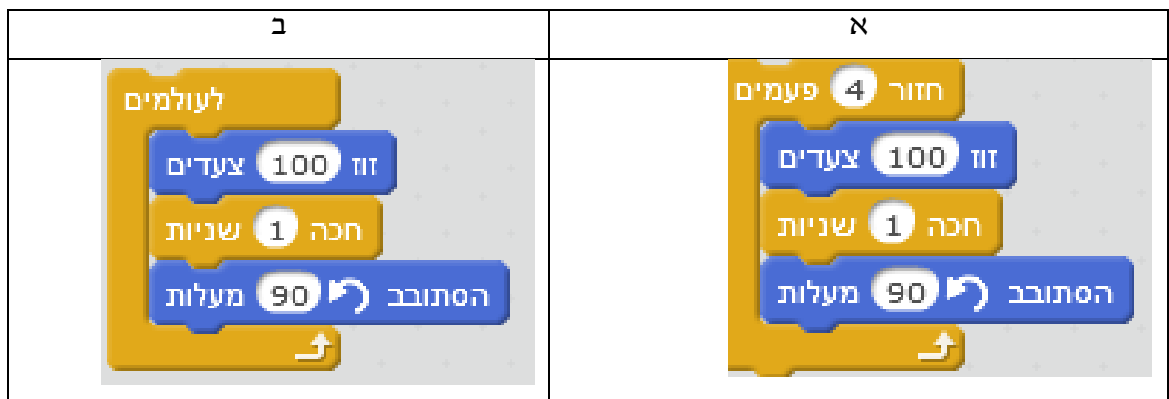 א
חזור 4 פעמים
זוז 100 צעדים
חכה 1 שניות
הסתובב 90 מעלות
ב
לעולמים
זוז 100 צעדים
חכה 1 שניות
הסתובב 90 מעלות